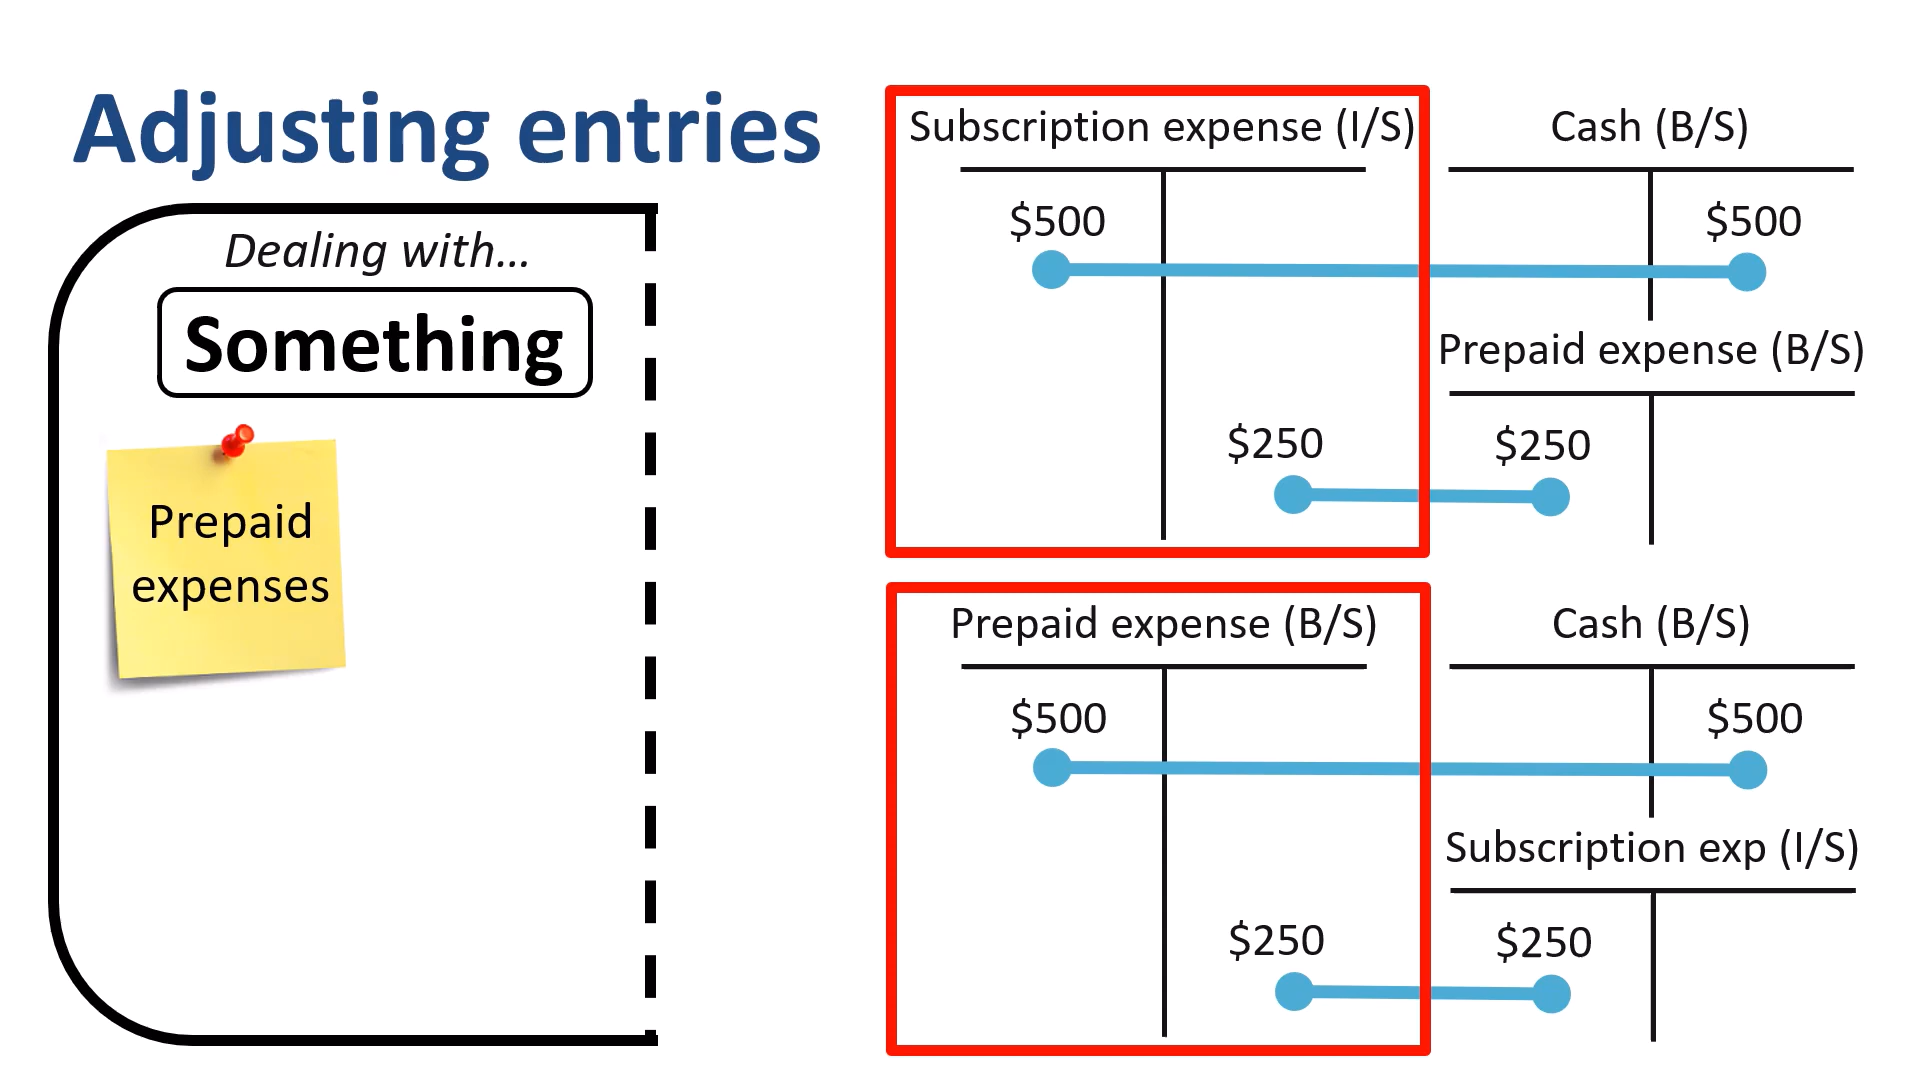 Adjusting entries
Dealing with...
Something
Prepaid
expenses
Subscription expense (I/S)
Cash (B/S)
$500
$500
Prepaid expense (B/S)
$250
$250
Prepaid expense (B/S)
Cash (B/S)
$500
$500
Subscription exp (I/S)
$250
$250